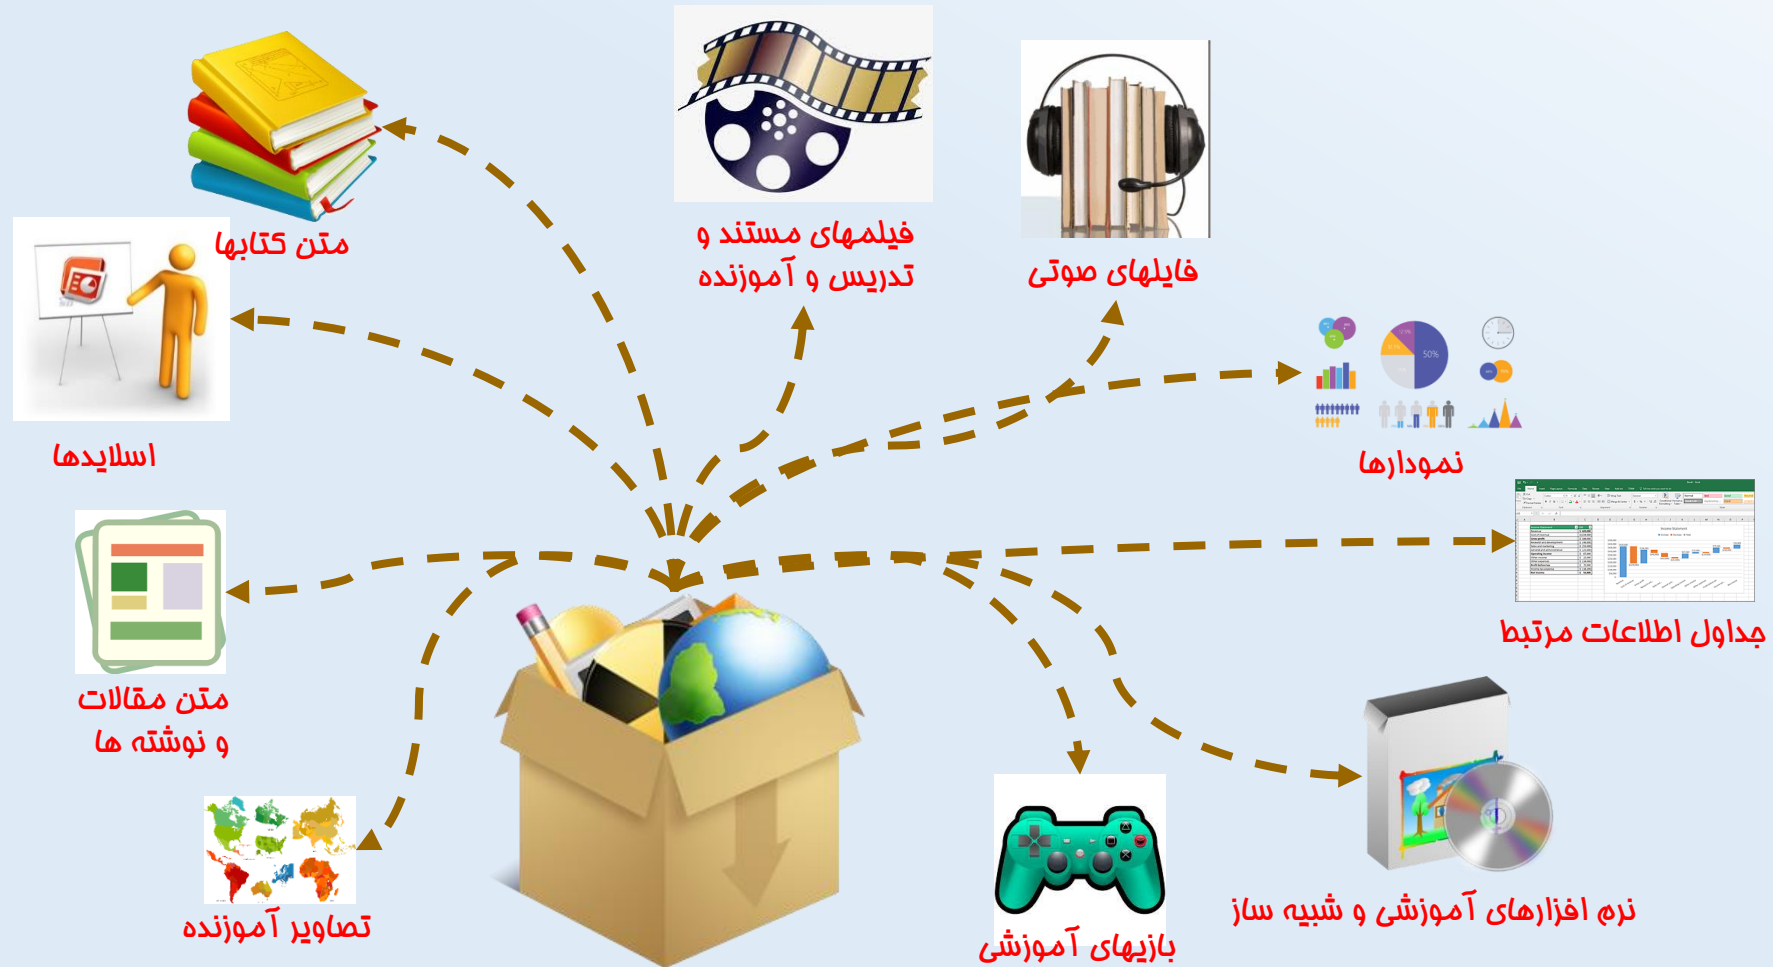 متن کتابها
فیلمهای مستند و
تدریس و آموزنده
فایلهای صوتی
اسلایدها
نمودارها
50%
جداول اطلاعات مرتبط
متن مقالات
و نوشته ها
تصاویر آموزنده
بازیهای آموزشی
نرم افزارهای آموزشی و شبیه ساز